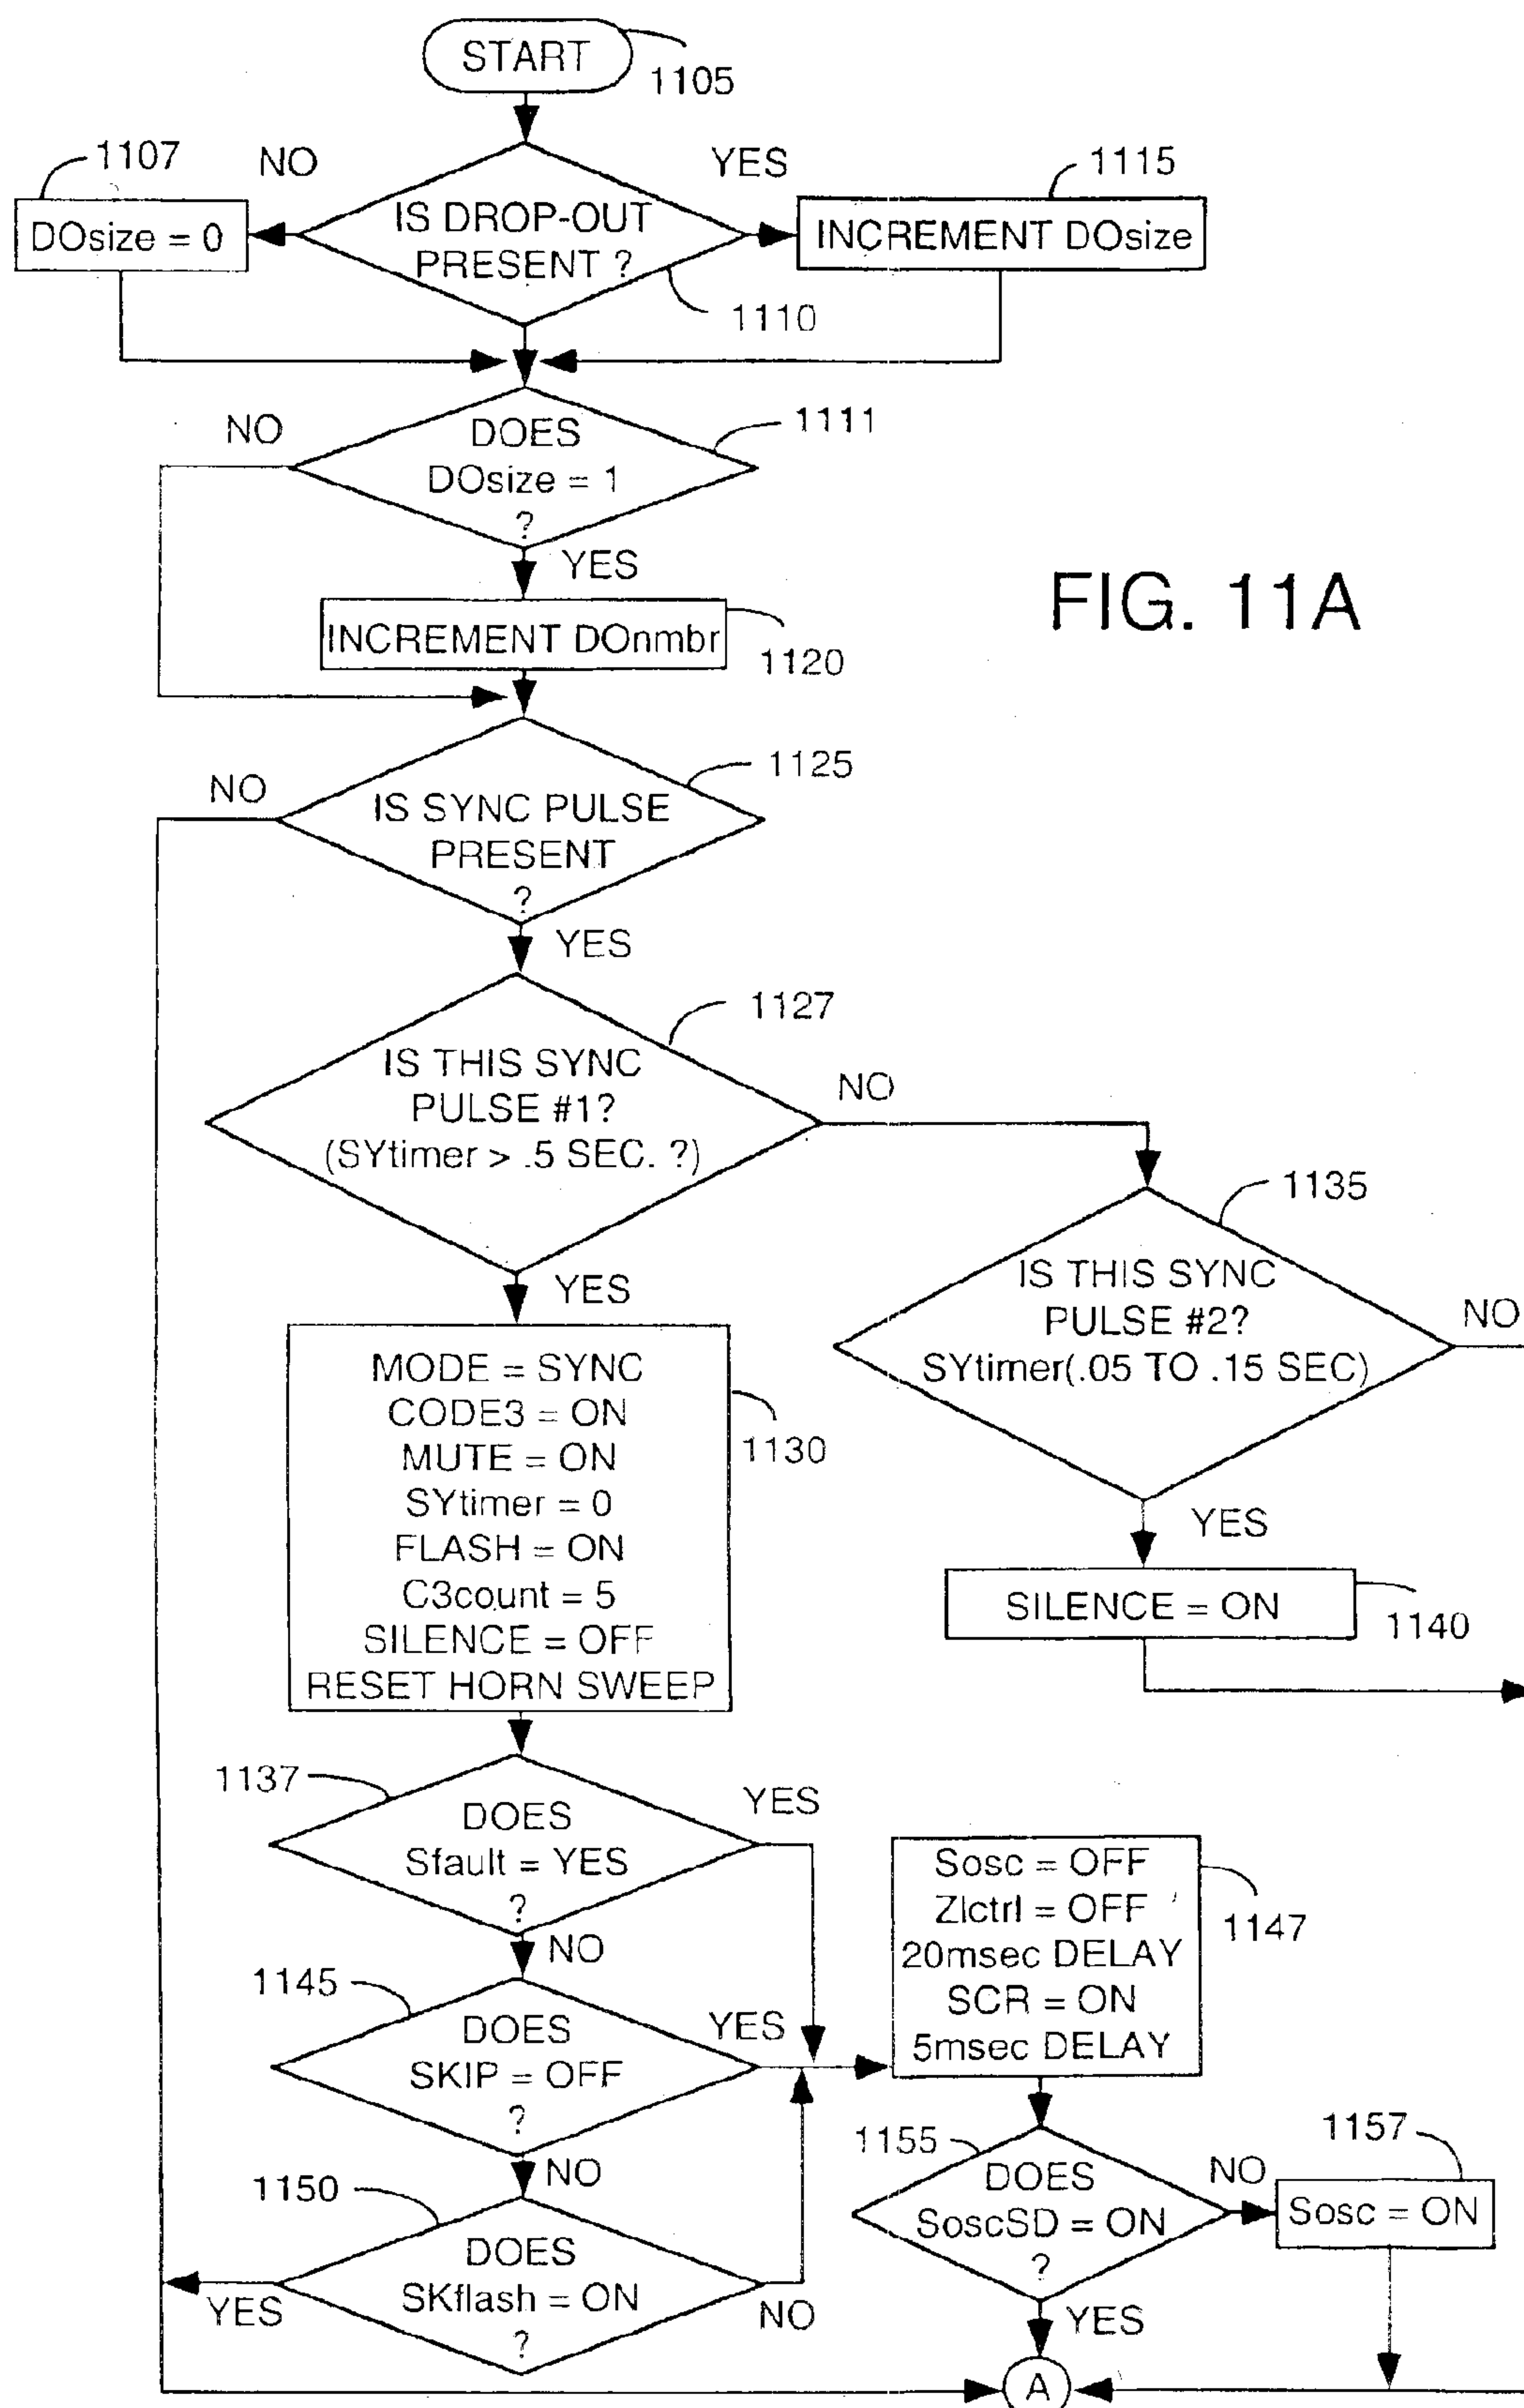 START
1105
1107
NO
YES
1115
DOsize = 0
IS DROP-OUT
PRESENT ?
INCREMENT DOsize
1110
NO
DOES
DOsize = 1
?
1111
YES
FIG. 11A
INCREMENT DOnmbr
1120
NO
1125
IS SYNC PULSE
PRESENT
?
YES
1127
IS THIS SYNC
PULSE #1?
(SYtimer > .5 SEC. ?)
NO
1135
IS THIS SYNC
PULSE #2?
SYtimer(.05 TO .15 SEC)
NO
YES
YES
MODE = SYNC
CODE3 = ON
MUTE = ON
SYtimer = 0
FLASH = ON
C3count = 5
SILENCE = OFF
RESET HORN SWEEP
1130
SILENCE = ON
1140
1137
DOES
Sfault = YES
?
YES
NO
Sosc = OFF
ZIctrl = OFF
20msec DELAY
SCR = ON
5msec DELAY
1147
1145
DOES
SKIP = OFF
?
YES
NO
1150
DOES
SKflash = ON
?
YES
NO
1155
DOES
SoscSD = ON
?
NO
1157
Sosc = ON
YES
A